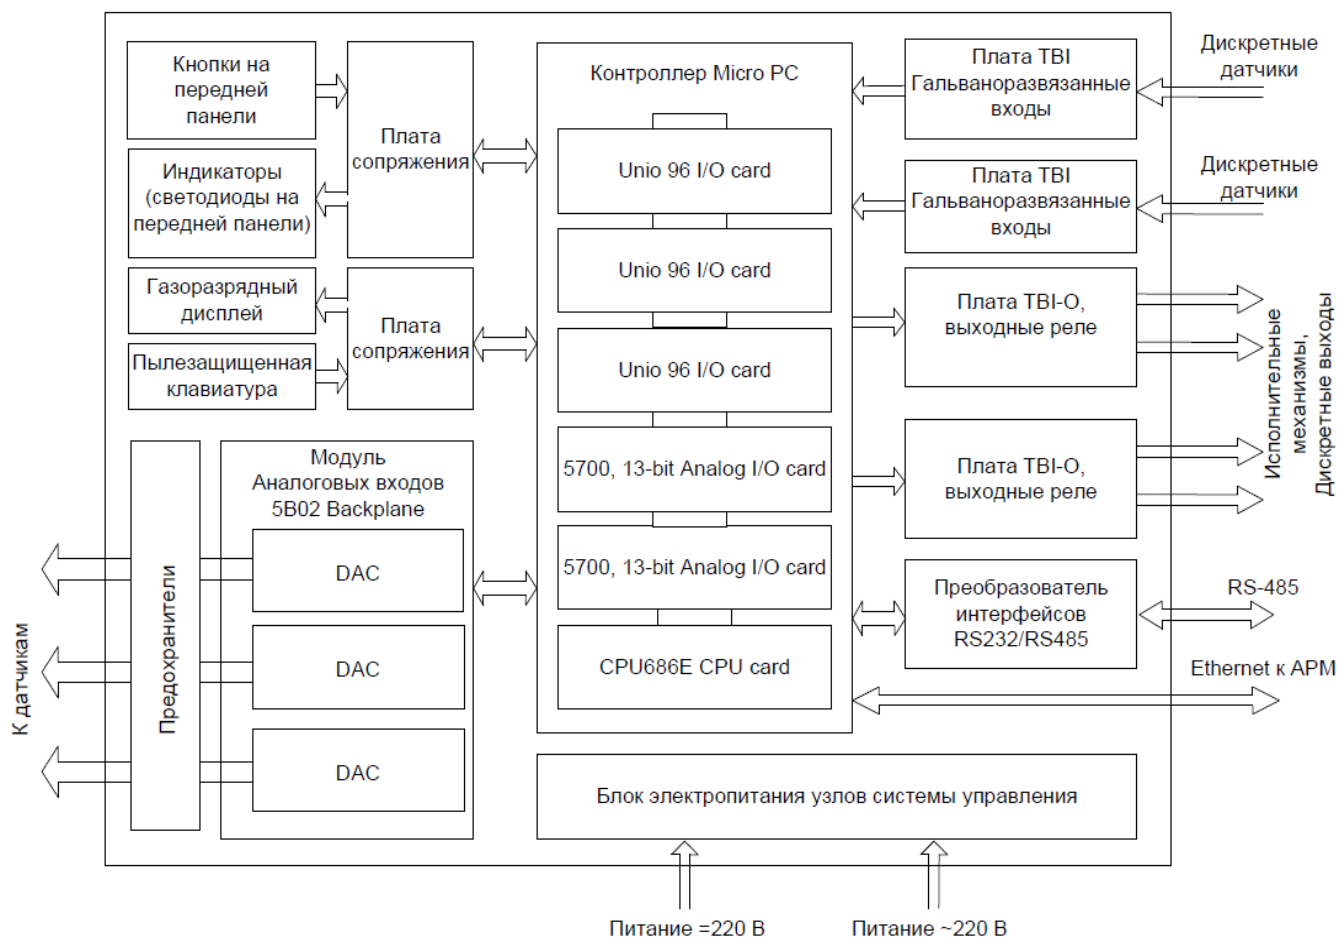 Кнопки на
передней
панели
Индикаторы
(светодиоды на
передней панели)
Плата
сопряжения
Газоразрядный
дисплей
Пылезащищенная
клавиатура
Плата
сопряжения
Модуль
Аналоговых входов
5B02 Backplane
DAC
DAC
DAC
Предохранители
К датчикам
Контроллер Micro PC
Unio 96 I/O card
Unio 96 I/O card
Unio 96 I/O card
5700, 13-bit Analog I/O card
5700, 13-bit Analog I/O card
CPU686E CPU card
Плата TBI
Гальваноразвязанные
входы
Дискретные
датчики
Плата TBI
Гальваноразвязанные
входы
Дискретные
датчики
Плата TBI-O,
выходные реле
Плата TBI-O,
выходные реле
Исполнительные
механизмы,
Дискретные выходы
Преобразователь
интерфейсов
RS232/RS485
RS-485
Ethernet к АРМ
Блок электропитания узлов системы управления
Питание =220 В
Питание ~220 В